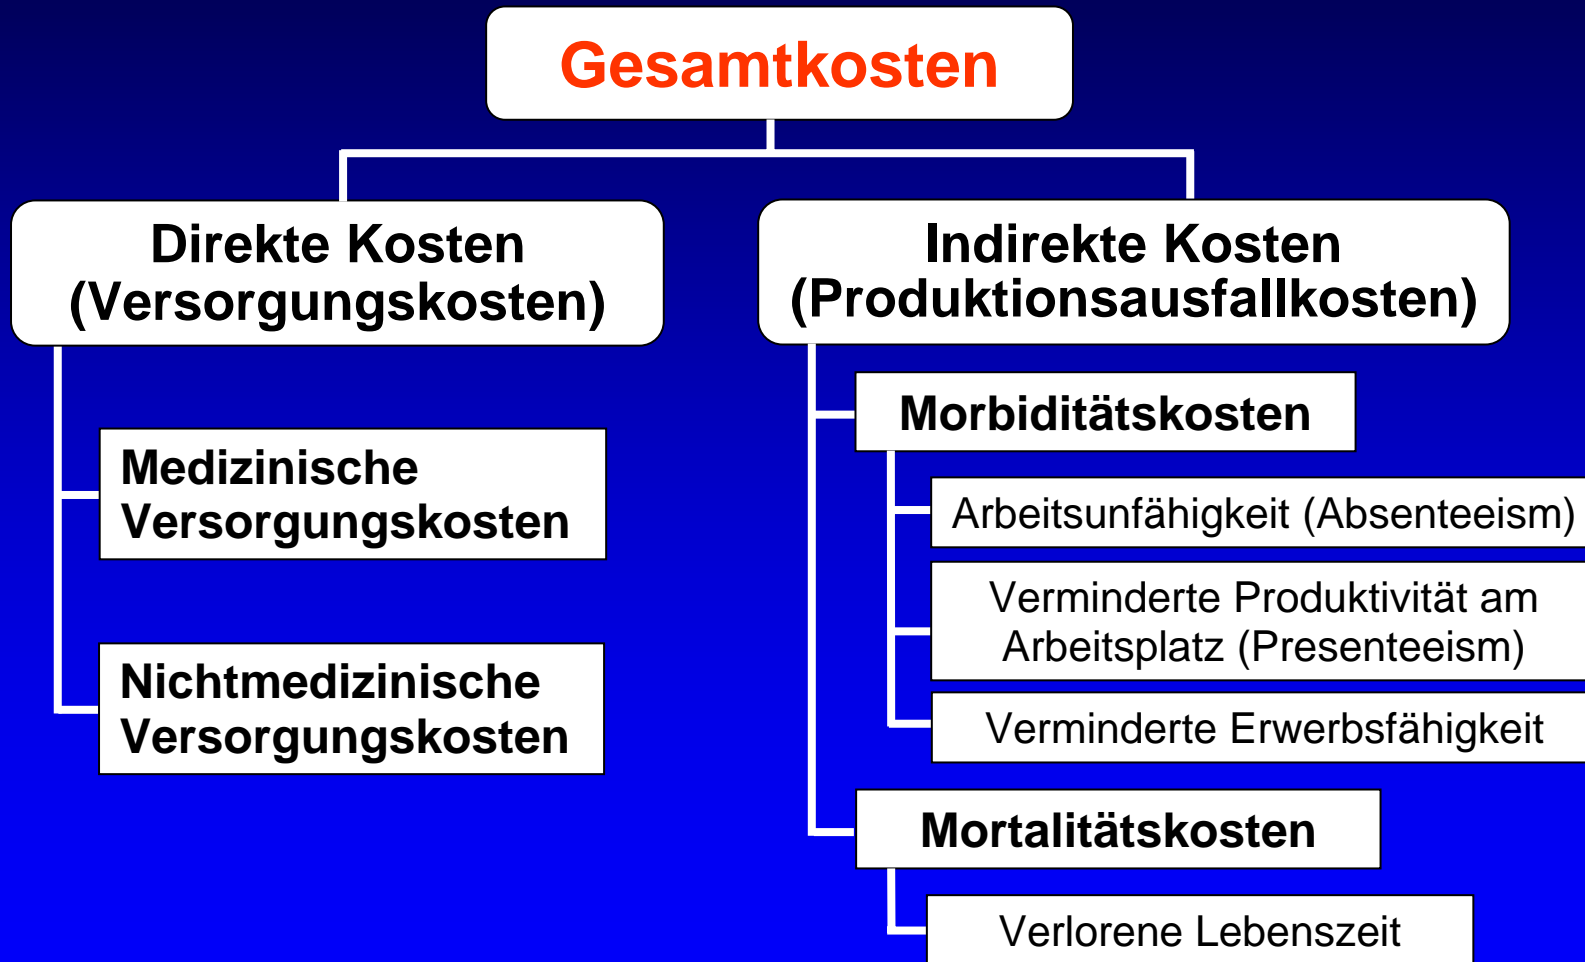 Gesamtkosten
Direkte Kosten
(Versorgungskosten)
Medizinische
Versorgungskosten
Nichtmedizinische
Versorgungskosten
Indirekte Kosten
(Produktionsausfallkosten)
Morbiditätskosten
Arbeitsunfähigkeit (Absenteeism)
Verminderte Produktivität am
Arbeitsplatz (Presenteeism)
Verminderte Erwerbsfähigkeit
Mortalitätskosten
Verlorene Lebenszeit